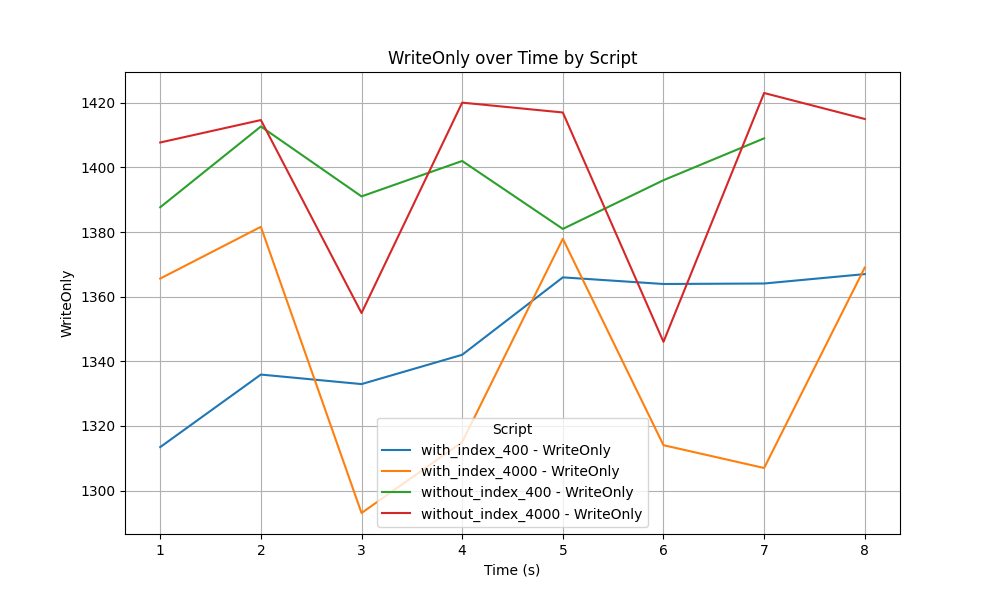 WriteOnly over Time by Script
WriteOnly
1420
1400
1380
1360
1340
1320
1300
Script
with_index_400 - WriteOnly
with_index_4000 - WriteOnly
without_index_400 - WriteOnly
without_index_4000 - WriteOnly
1 2 3 4 5 6 7 8
Time (s)